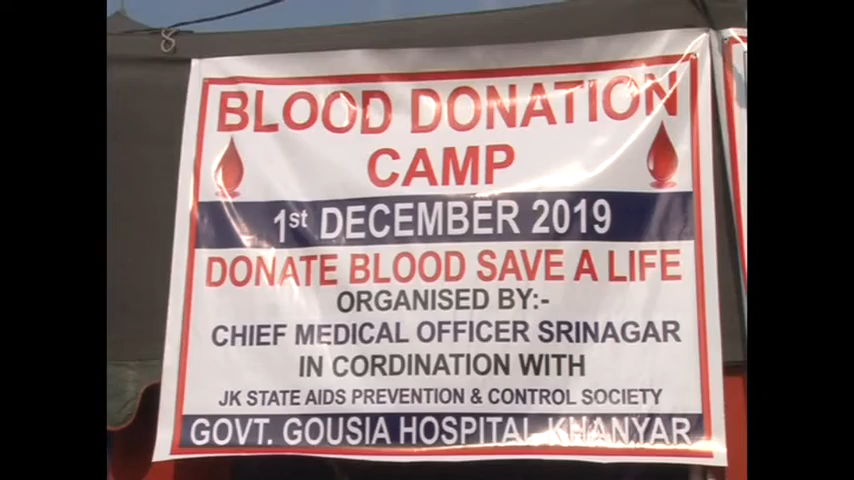 BLOOD DONATION
CAMP
1st DECEMBER 2019
DONATE BLOOD SAVE A LIFE
ORGANISED BY:-
CHIEF MEDICAL OFFICER SRINAGAR
IN CORDINATION WITH
JK STATE AIDS PREVENTION & CONTROL SOCIETY
GOVT. GOUSIA HOSPITAL KHANYAR